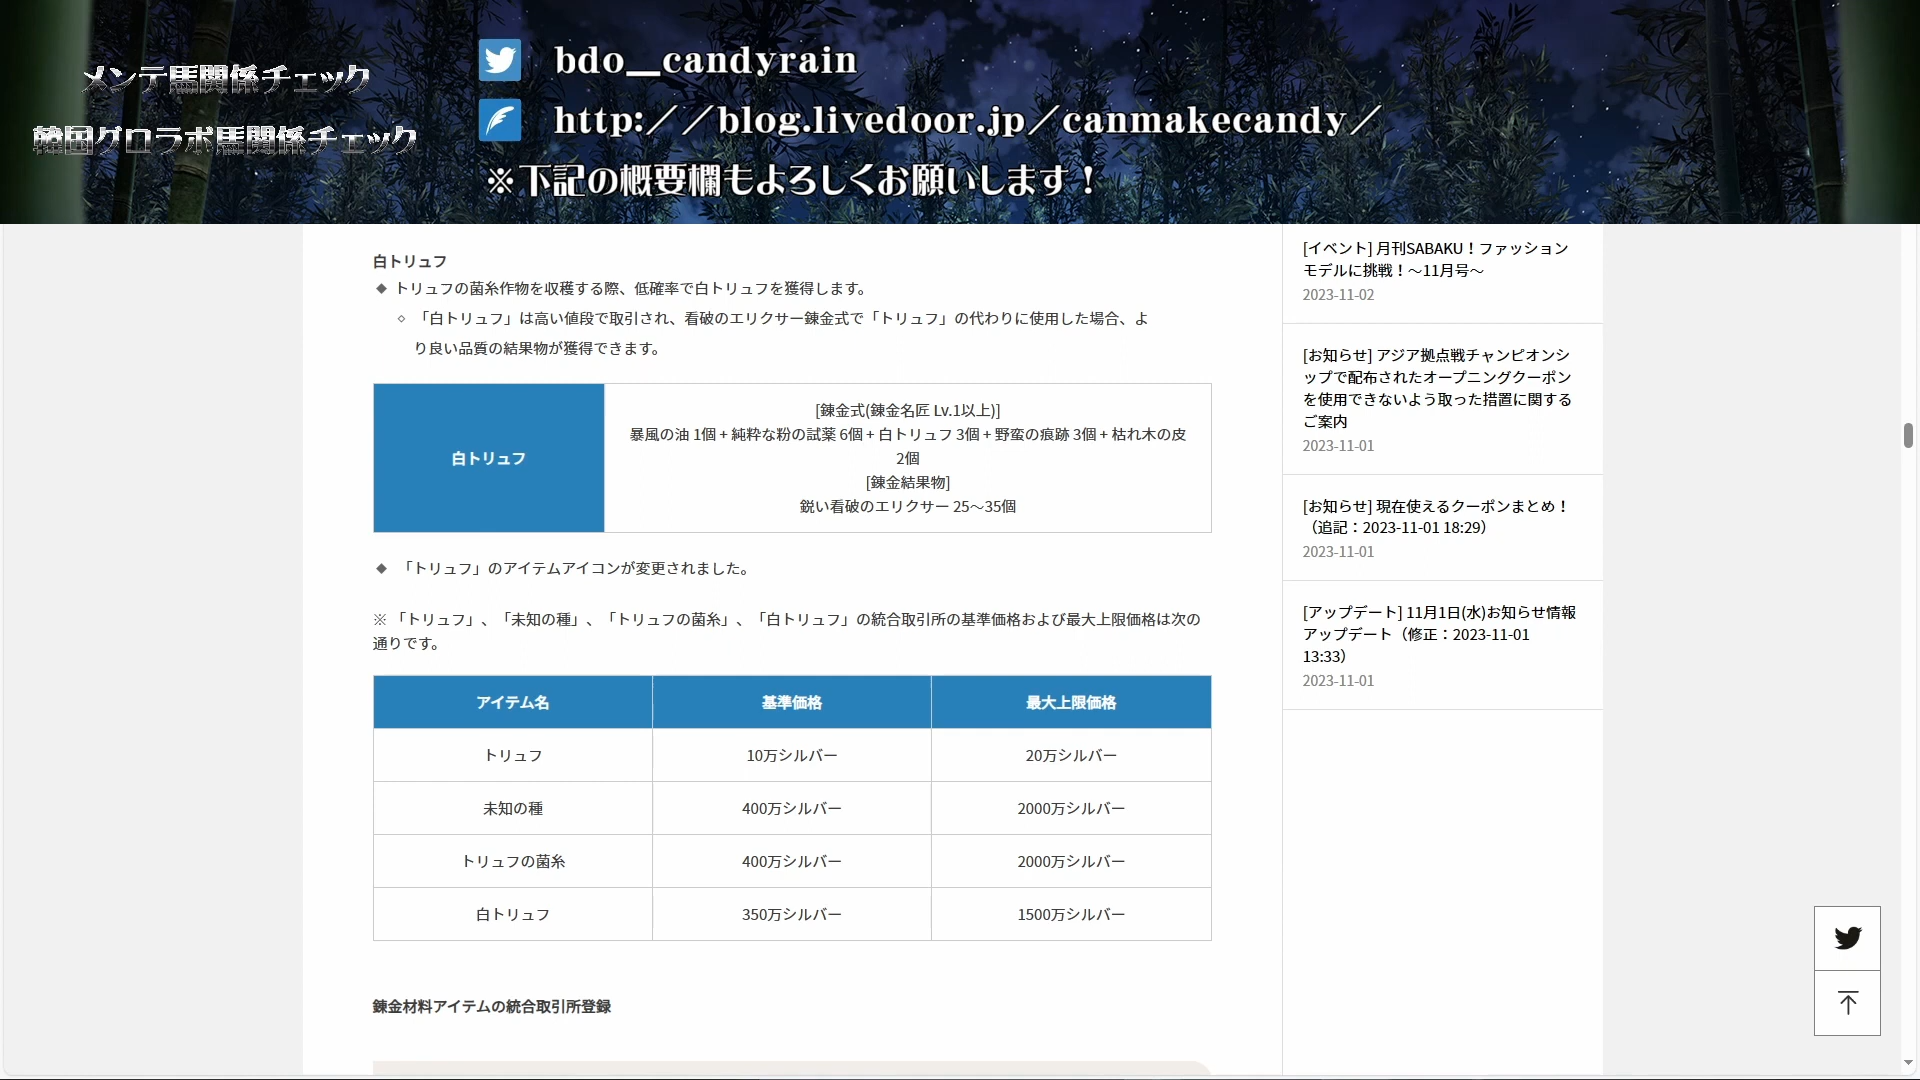 メンテ馬関係チェック
韓国グロラボ馬関係チェック
bdo__candyrain
http://blog.livedoor.jp/canmakecandy/
※下記の概要欄もよろしくお願いします！
白トリュフ
◆ トリュフの菌糸作物を収穫する際、低確率で白トリュフを獲得します。
◇ 「白トリュフ」は高い値段で取引され、看破のエリクサー錬金式で「トリュフ」の代わりに使用した場合、よ
り良い品質の結果物が獲得できます。
白トリュフ
[錬金式(錬金名匠 Lv.1以上)]
暴風の油 1個 + 純粋な粉の試薬 6個 + 白トリュフ 3個 + 野蛮の痕跡 3個 + 枯れ木の皮
2個
[錬金結果物]
鋭い看破のエリクサー 25～35個
◆ 「トリュフ」のアイテムアイコンが変更されました。
※ 「トリュフ」、「未知の種」、「トリュフの菌糸」、「白トリュフ」の統合取引所の基準価格および最大上限価格は次の
通りです。
アイテム名 基準価格 最大上限価格
トリュフ 10万シルバー 20万シルバー
未知の種 400万シルバー 2000万シルバー
トリュフの菌糸 400万シルバー 2000万シルバー
白トリュフ 350万シルバー 1500万シルバー
錬金材料アイテムの統合取引所登録
[イベント] 月刊SABAKU！ファッション
モデルに挑戦！～11月号～
2023-11-02
[お知らせ] アジア拠点戦チャンピオンシ
ップで配布されたオープニングクーポン
を使用できないよう取った措置に関する
ご案内
2023-11-01
[お知らせ] 現在使えるクーポンまとめ！
（追記：2023-11-01 18:29）
2023-11-01
[アップデート] 11月1日(水)お知らせ情報
アップデート（修正：2023-11-01
13:33）
2023-11-01